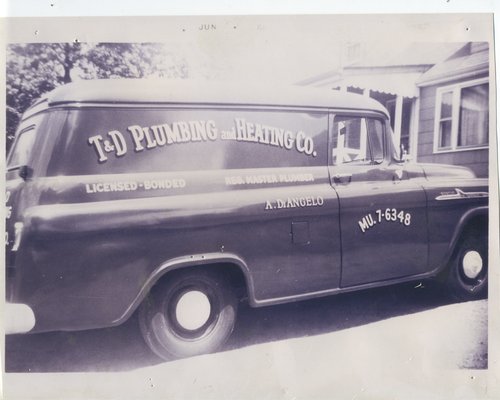 JUN
T&D PLUMBING and HEATING CO.
LICENSED - BONDED REG. MASTER PLUMBER
A. DIANGELO
MU. 7-6348